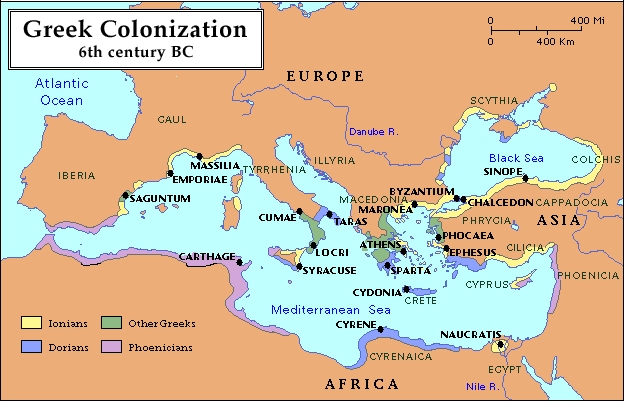 Greek Colonization
6th century BC
0 400 Mi
0 400 Km
Atlantic
Ocean
EUROPE
SCYTHIA
GAUL
Danube R.
ILLYRIA
Black Sea
COLCHIS
MASSILIA
TYRRHENIA
SINOPE
IBERIA
EMPORIAE
BYZANTIUM
SAGUNTUM
MACEDONIA
CHALCEDON
CAPPADOCIA
MARONEA
CUMAE
TARAS
PHRYGIA
ASIA
PHOCAEA
ATHENS
CILICIA
LOCRI
EPHESUS
CARTHAGE
SYRACUSE
SPARTA
PHOENICIA
CYPRUS
CYDONIA
CRETE
Mediterranean Sea
Ionians
Other Greeks
CYRENE
Dorians
Phoenicians
NAUCRATIS
CYRENAICA
EGYPT
AFRICA
Nile R.